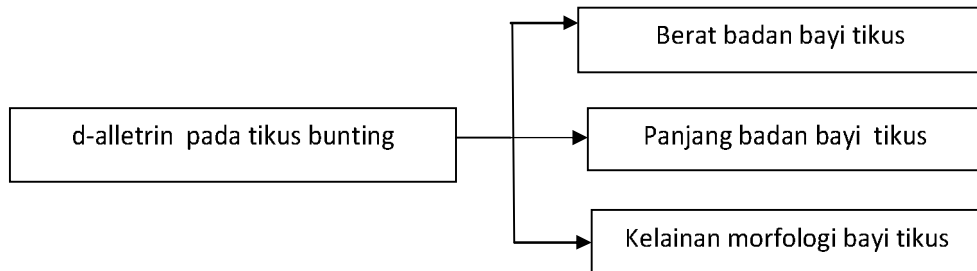 Berat badan bayi tikus
d-alletrin pada tikus bunting
Panjang badan bayi tikus
Kelainan morfologi bayi tikus